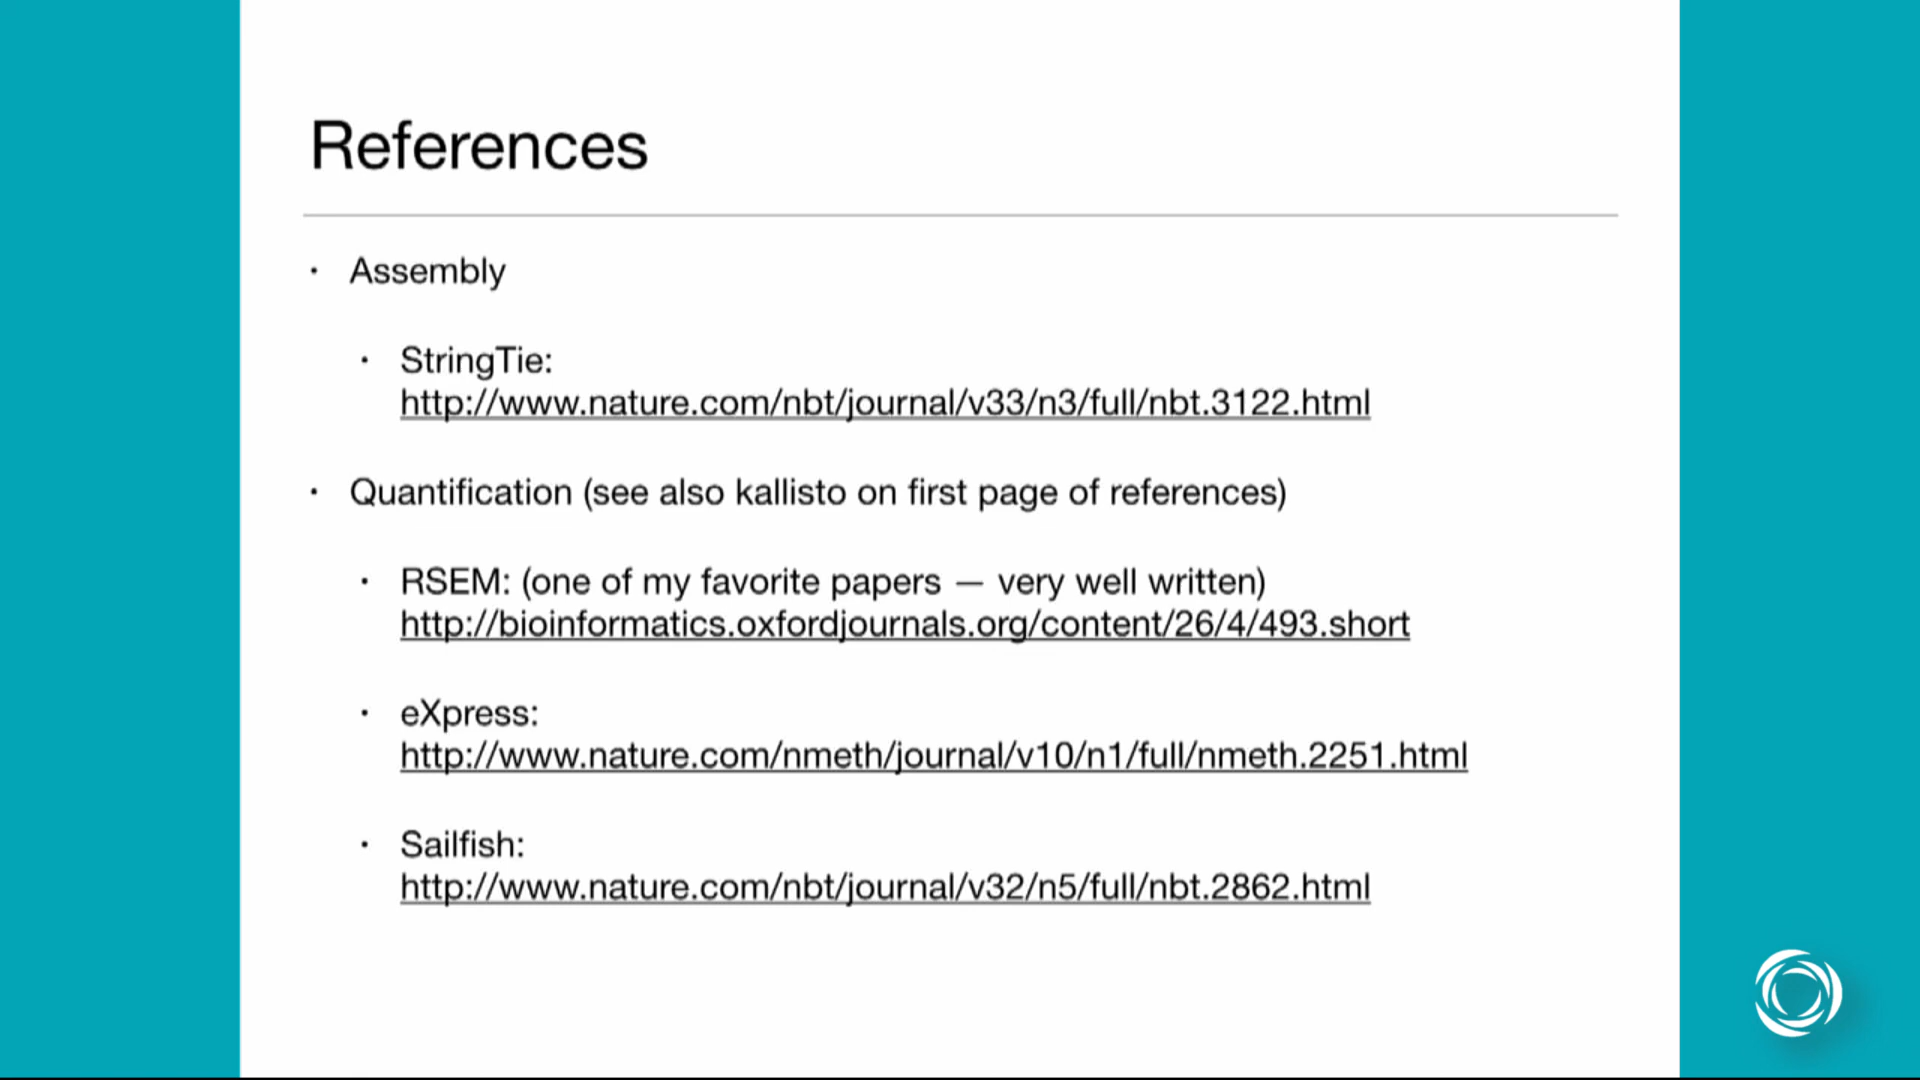 References
· Assembly
· StringTie:
http://www.nature.com/nbt/journal/v33/n3/full/nbt.3122.html
· Quantification (see also kallisto on first page of references)
· RSEM: (one of my favorite papers — very well written)
http://bioinformatics.oxfordjournals.org/content/26/4/493.short
· eXpress:
http://www.nature.com/nmeth/journal/v10/n1/full/nmeth.2251.html
· Sailfish:
http://www.nature.com/nbt/journal/v32/n5/full/nbt.2862.html